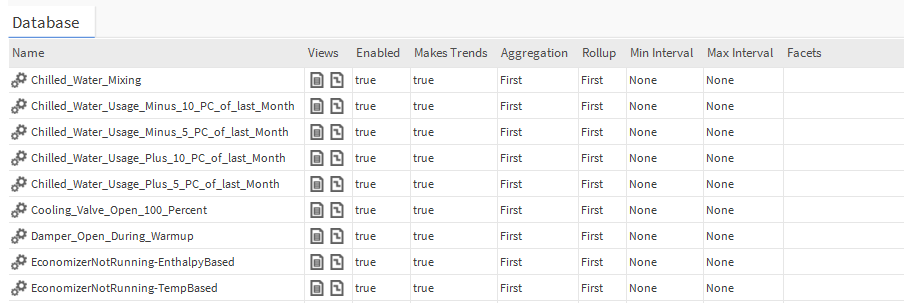 Database
Name Views Enabled Makes Trends Aggregation Rollup Min Interval Max Interval Facets
Chilled_Water_Mixing true true First First None None
Chilled_Water_Usage_Minus_10_PC_of_last_Month true true First First None None
Chilled_Water_Usage_Minus_5_PC_of_last_Month true true First First None None
Chilled_Water_Usage_Plus_10_PC_of_last_Month true true First First None None
Chilled_Water_Usage_Plus_5_PC_of_last_Month true true First First None None
Cooling_Valve_Open_100_Percent true true First First None None
Damper_Open_During_Warmup true true First First None None
EconomizerNotRunning-EnthalpyBased true true First First None None
EconomizerNotRunning-TempBased true true First First None None